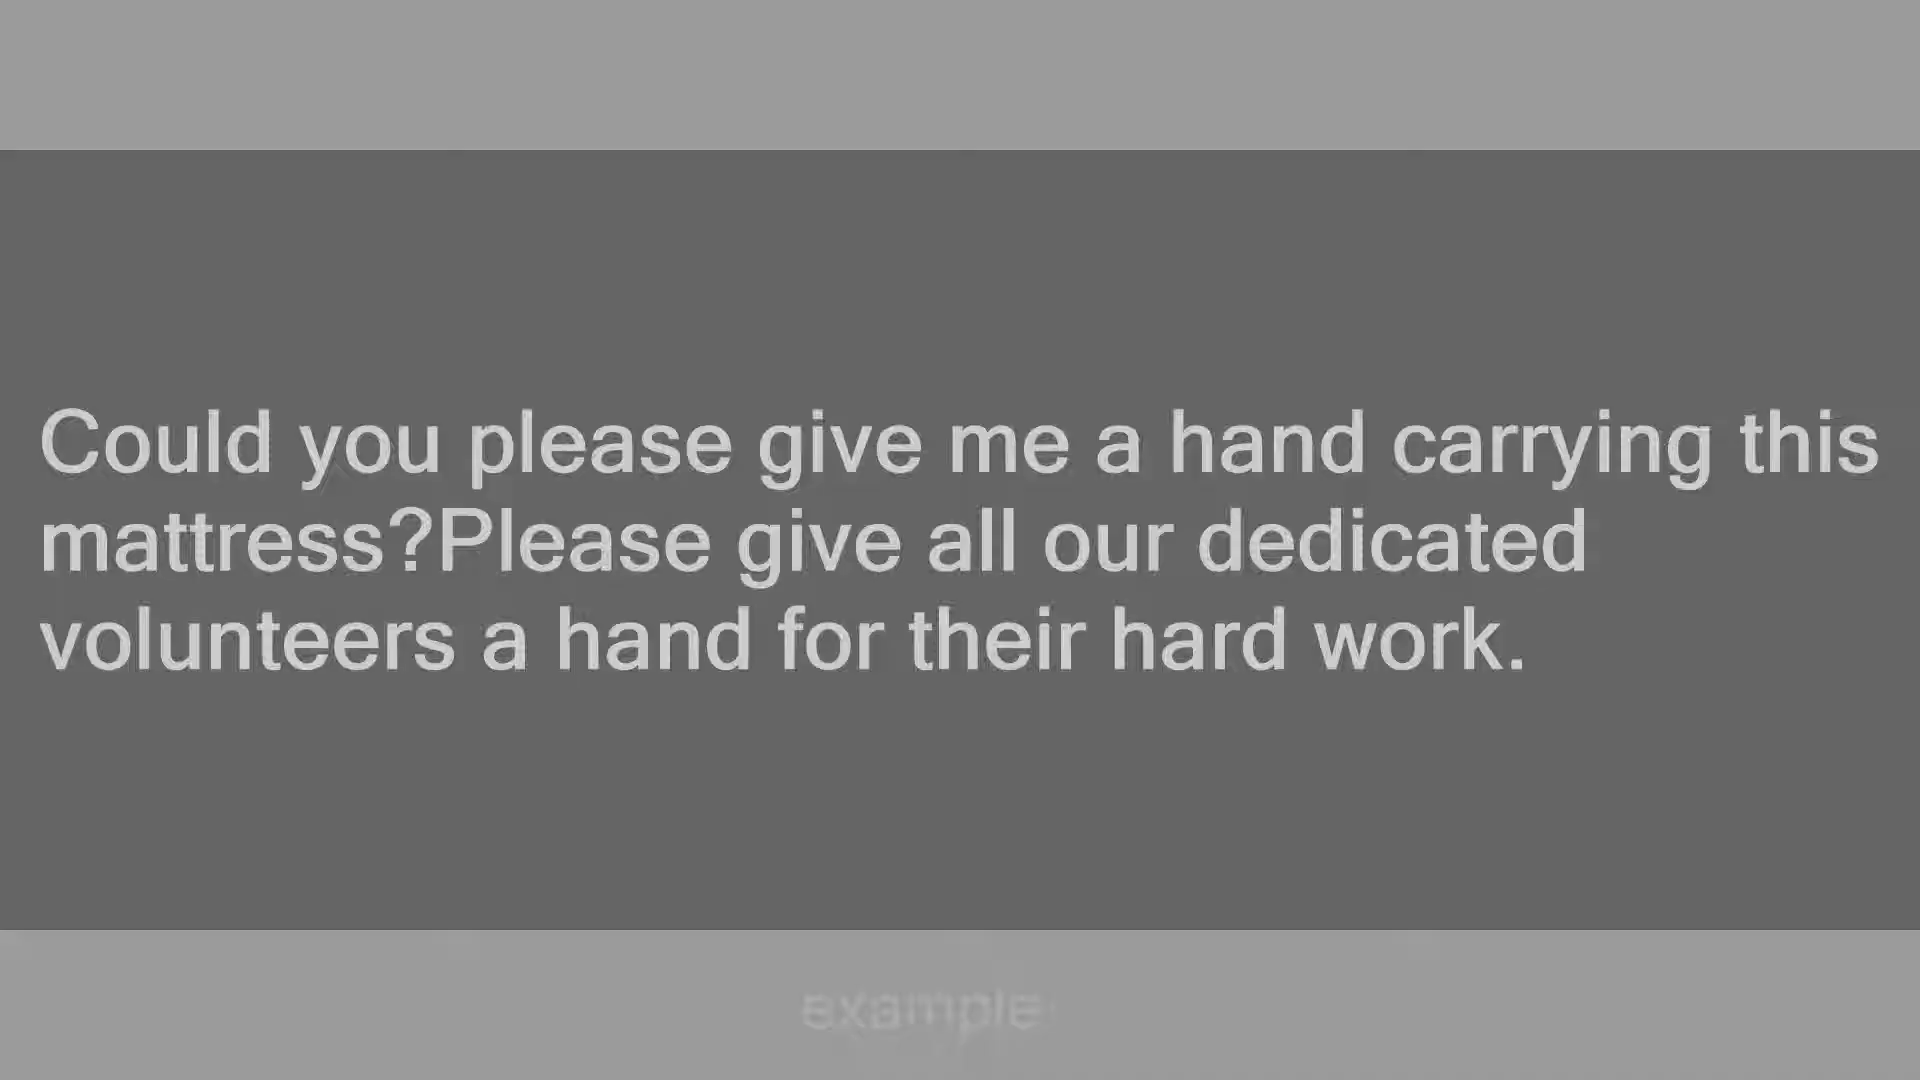 Could you please give me a hand carrying this
mattress?Please give all our dedicated
volunteers a hand for their hard work.
example